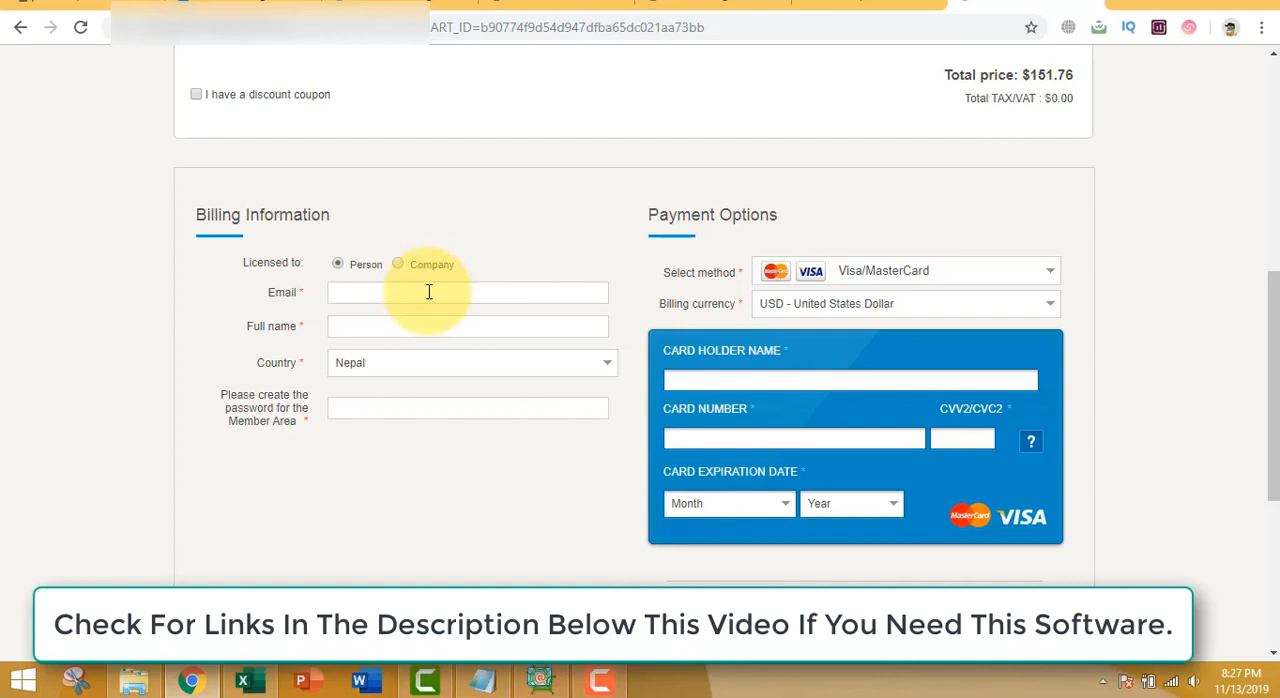 ART_ID=b90774f9d54d947dfba65dc021aa73bb
IQ
Total price: $151.76
I have a discount coupon
Total TAX/VAT : $0.00
Billing Information
Licensed to:
Person
Company
Email *
Full name *
Country *
Nepal
Please create the
password for the
Member Area *
Payment Options
Select method *
MasterCard
VISA
Visa/MasterCard
Billing currency *
USD - United States Dollar
CARD HOLDER NAME *
CARD NUMBER *
CVV2/CVC2 *
?
CARD EXPIRATION DATE *
Month
Year
MasterCard
VISA
Check For Links In The Description Below This Video If You Need This Software.
8:27 PM
11/13/2019